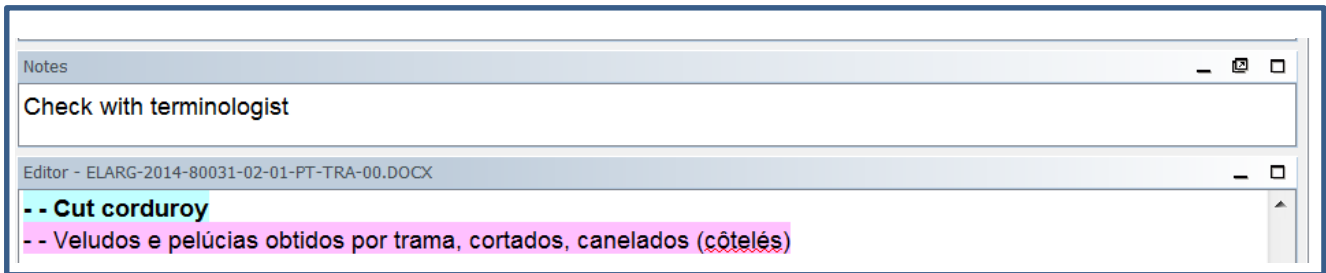 Notes
Check with terminologist
Editor - ELARG-2014-80031-02-01-PT-TRA-00.DOCX
- - Cut corduroy
- - Veludos e pelúcias obtidos por trama, cortados, canelados (côtelés)